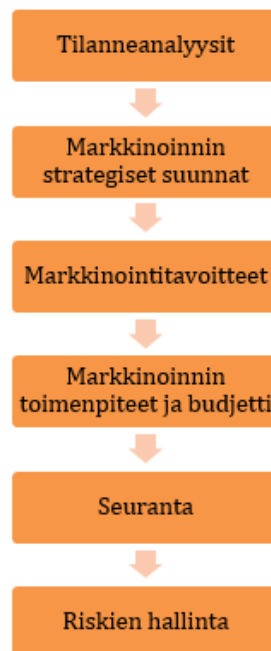 Tilanneanalyysit
Markkinoinnin
strategiset suunnat
Markkinointitavoitteet
Markkinoinnin
toimenpiteet ja budjetti
Seuranta
Riskien hallinta